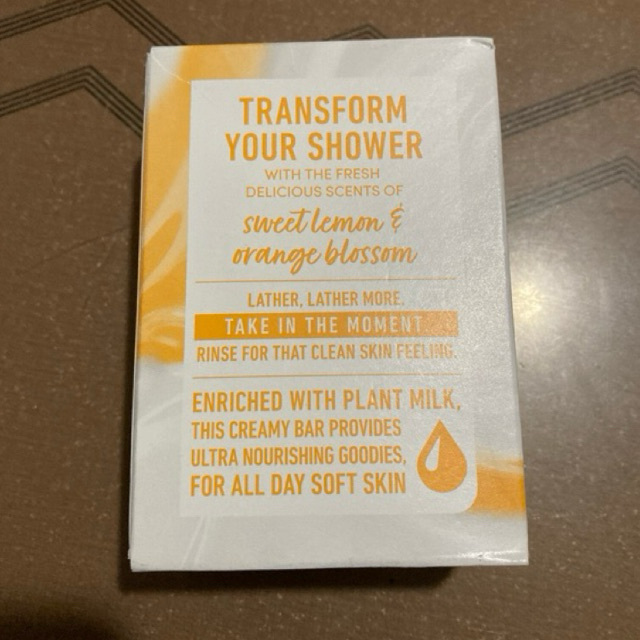 TRANSFORM
YOUR SHOWER
WITH THE FRESH
DELICIOUS SCENTS OF
sweet lemon &
orange blossom
LATHER, LATHER MORE.
TAKE IN THE MOMENT.
RINSE FOR THAT CLEAN SKIN FEELING.
ENRICHED WITH PLANT MILK,
THIS CREAMY BAR PROVIDES
ULTRA NOURISHING GOODIES,
FOR ALL DAY SOFT SKIN